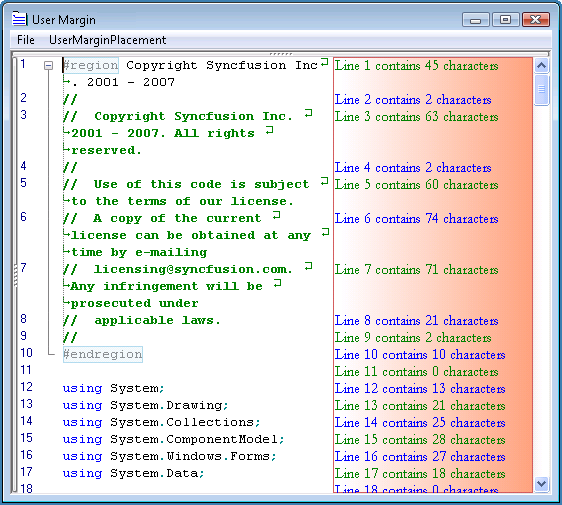 User Margin
File UserMarginPlacement
1 #region Copyright Syncfusion Inc Line 1 contains 45 characters
. 2001 - 2007
2 // Line 2 contains 2 characters
3 // Copyright Syncfusion Inc. Line 3 contains 63 characters
2001 - 2007. All rights
reserved.
4 // Line 4 contains 2 characters
5 // Use of this code is subject Line 5 contains 60 characters
to the terms of our license.
6 // A copy of the current Line 6 contains 74 characters
license can be obtained at any
time by e-mailing
7 // licensing@syncfusion.com. Line 7 contains 71 characters
Any infringement will be
prosecuted under
8 // applicable laws. Line 8 contains 21 characters
9 // Line 9 contains 2 characters
10 #endregion Line 10 contains 10 characters
11 Line 11 contains 0 characters
12 using System; Line 12 contains 13 characters
13 using System.Drawing; Line 13 contains 21 characters
14 using System.Collections; Line 14 contains 25 characters
15 using System.ComponentModel; Line 15 contains 28 characters
16 using System.Windows.Forms; Line 16 contains 27 characters
17 using System.Data; Line 17 contains 18 characters
18 Line 18 contains 0 characters